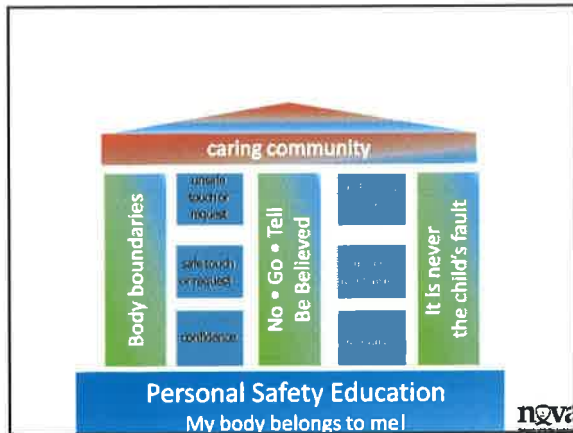 caring community
Body boundaries
unsafe
touch or
request
safe touch
or request
confidence
No • Go • Tell
Be Believed
It is never
the child's fault
Personal Safety Education
My body belongs to me!
nova